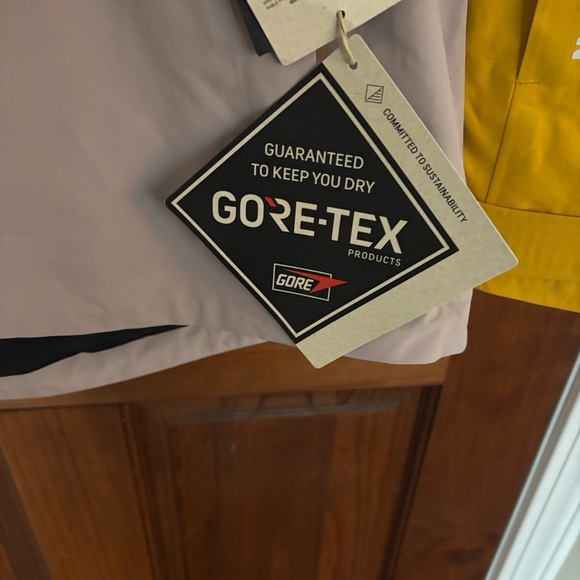 GUARANTEED
TO KEEP YOU DRY
GORE-TEX
PRODUCTS
GORE
COMMITTED TO SUSTAINABILITY